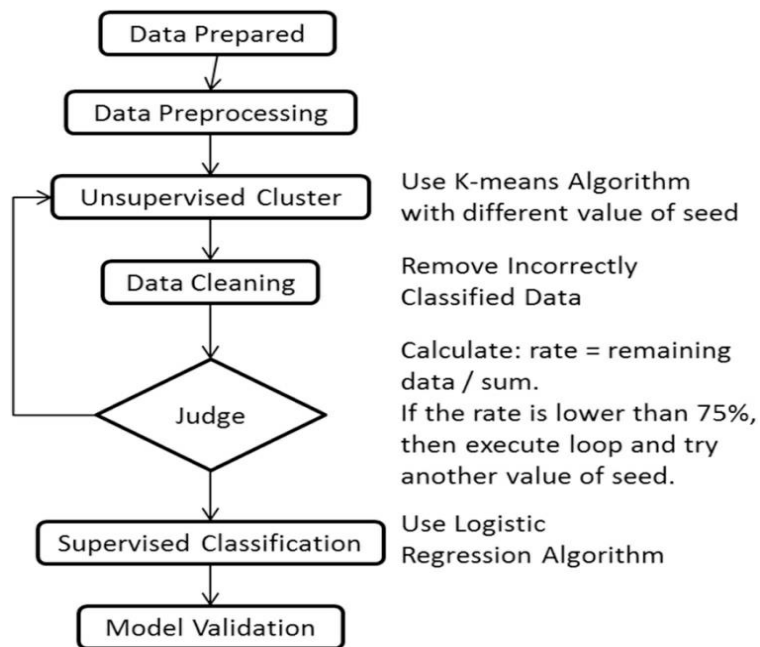 Data Prepared
Data Preprocessing
Unsupervised Cluster
Use K-means Algorithm
with different value of seed
Data Cleaning
Remove Incorrectly
Classified Data
Judge
Calculate: rate = remaining
data / sum.
If the rate is lower than 75%,
then execute loop and try
another value of seed.
Supervised Classification
Use Logistic
Regression Algorithm
Model Validation